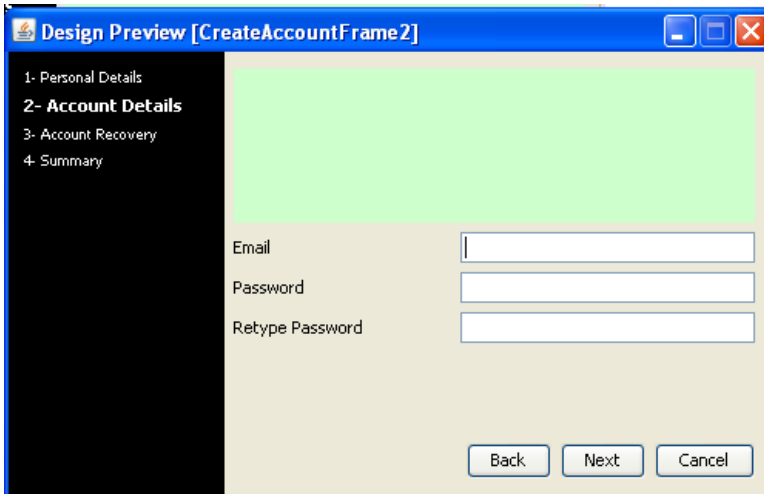 Design Preview [CreateAccountFrame2]
1- Personal Details
2- Account Details
3- Account Recovery
4- Summary
Email
Password
Retype Password
Back Next Cancel